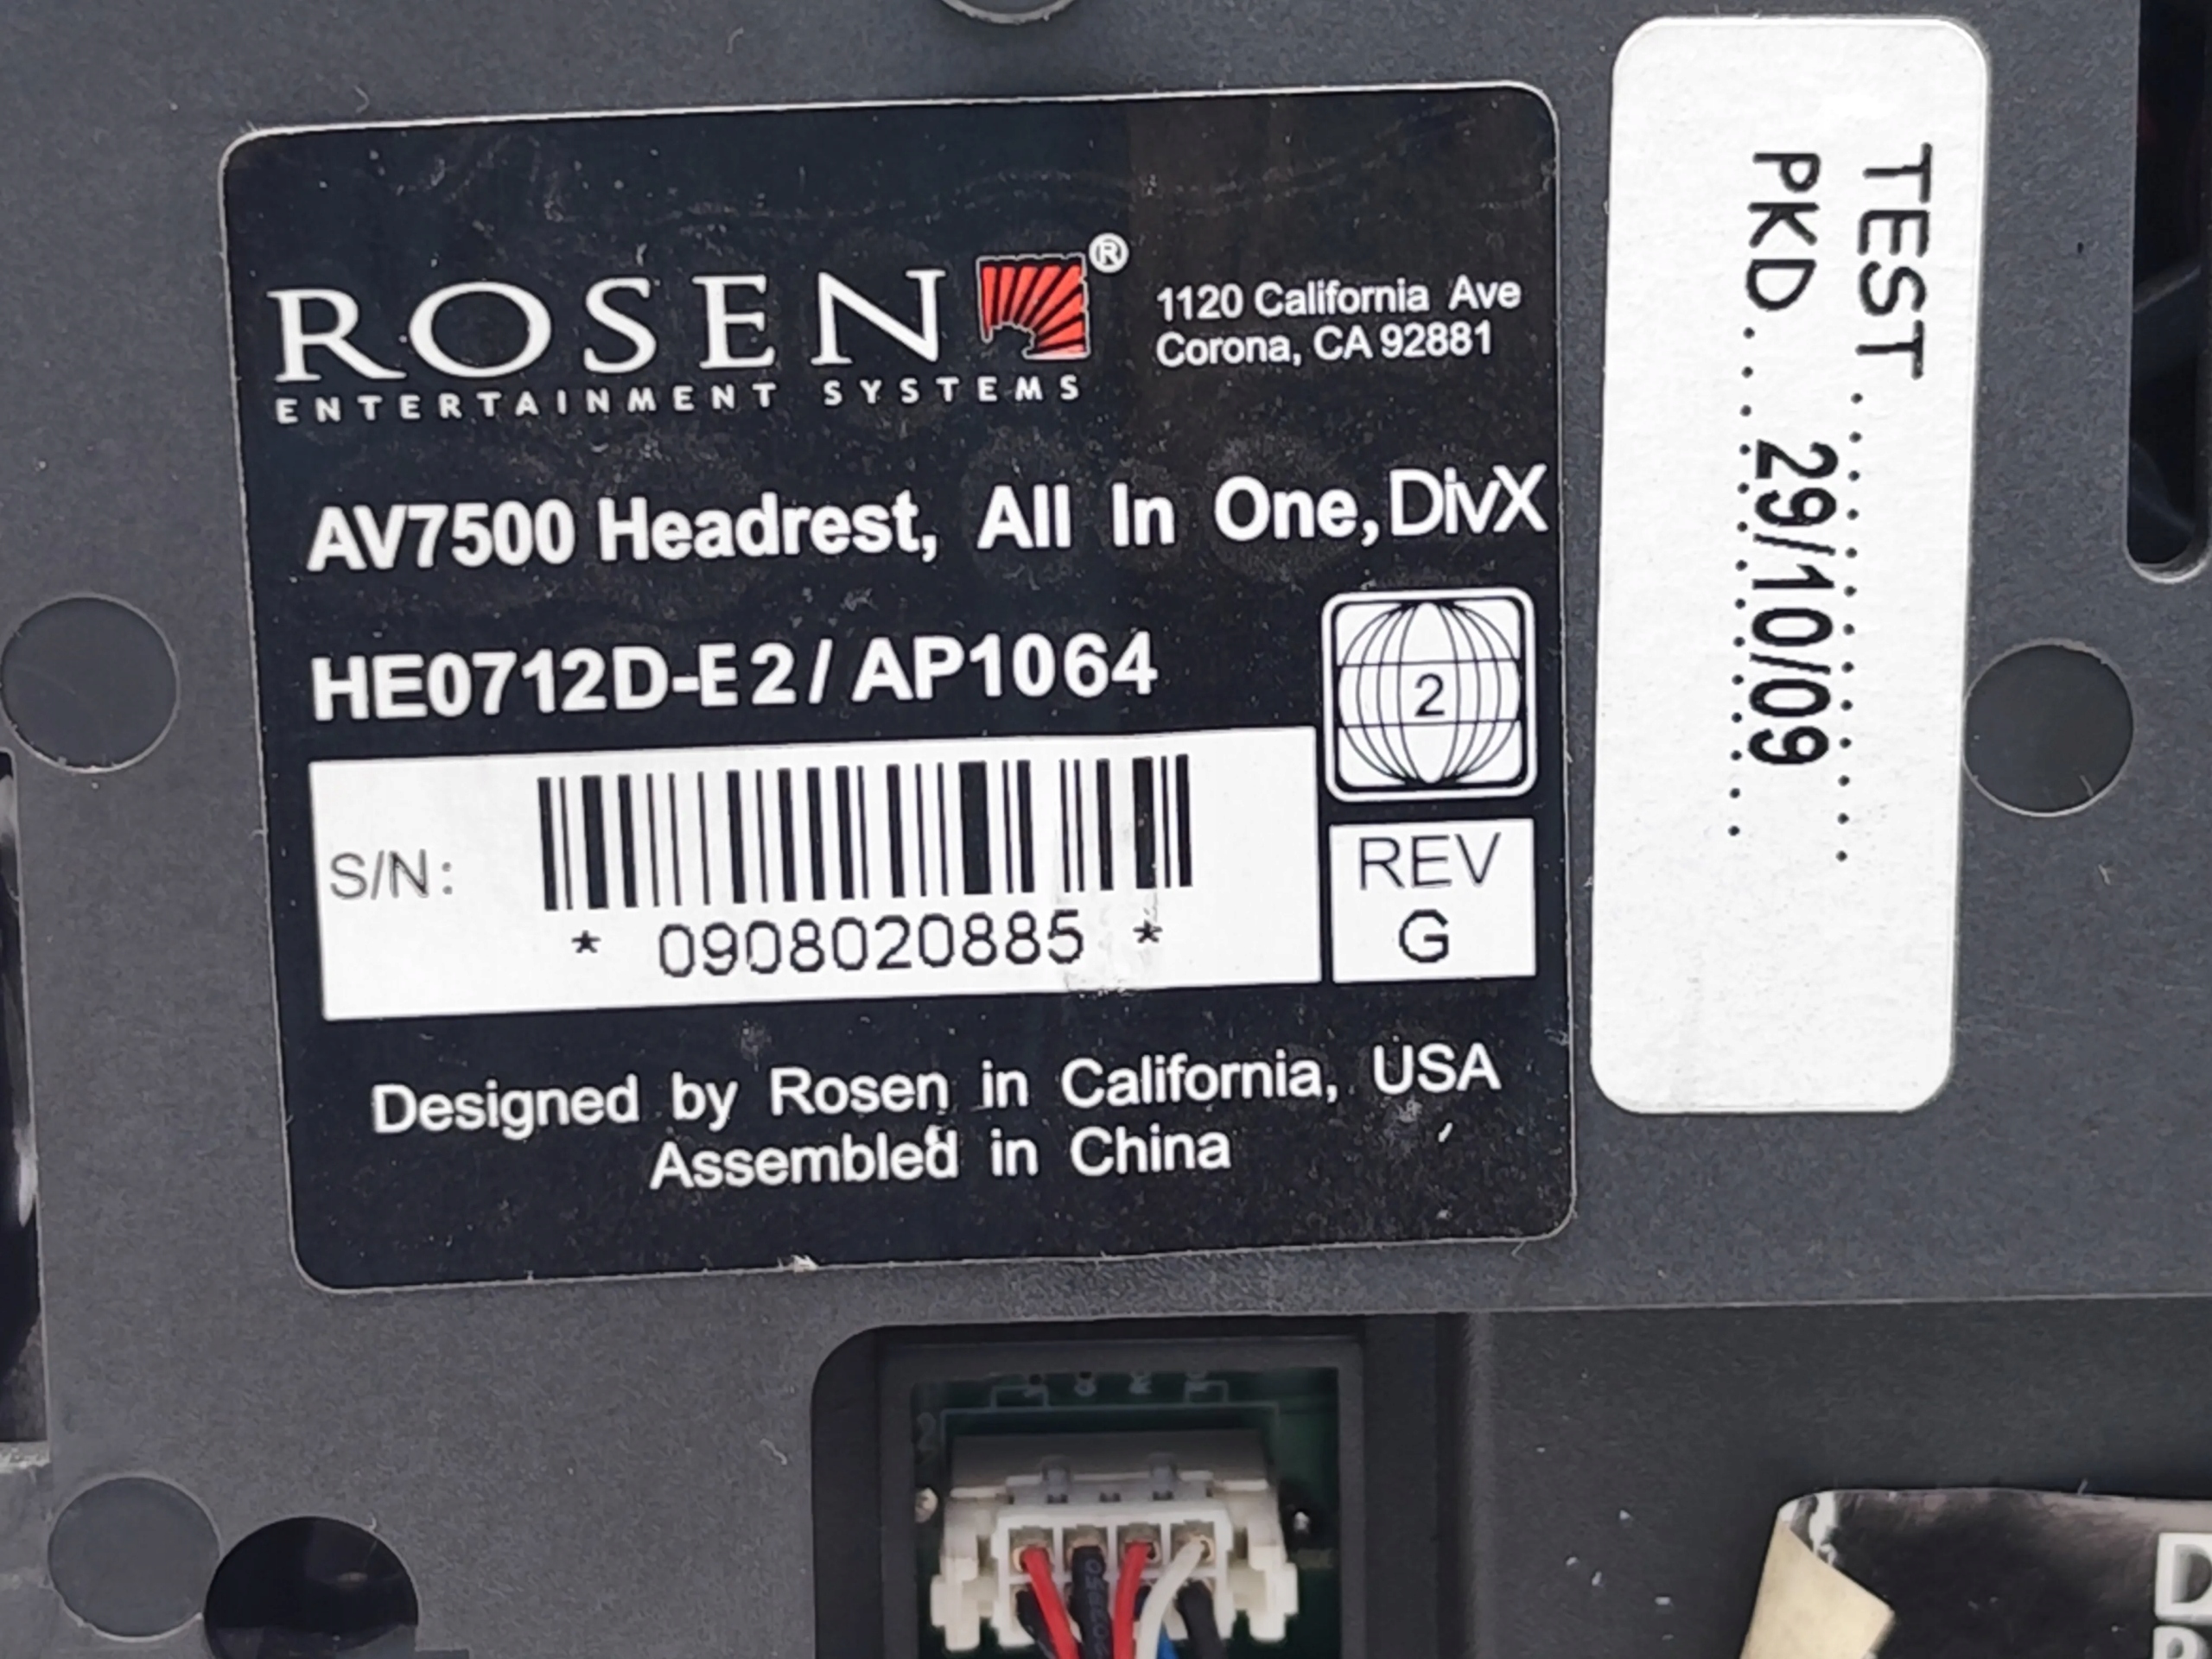 ROSEN®
ENTERTAINMENT SYSTEMS
1120 California Ave
Corona, CA 92881
AV7500 Headrest, All In One, DivX
HE0712D-E2/ AP1064
2
S/N:
* 0908020885 *
REV
G
Designed by Rosen in California, USA
Assembled in China
TEST....................
PKD...29/10/09...